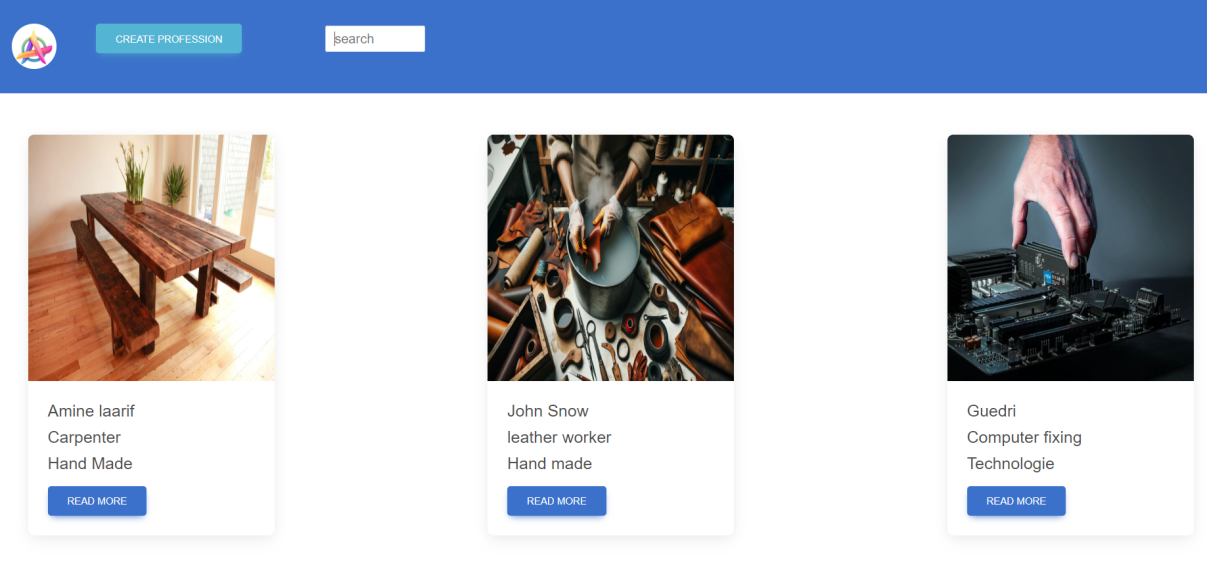 CREATE PROFESSION
search
Amine laarif
Carpenter
Hand Made
READ MORE
John Snow
leather worker
Hand made
READ MORE
Guedri
Computer fixing
Technologie
READ MORE